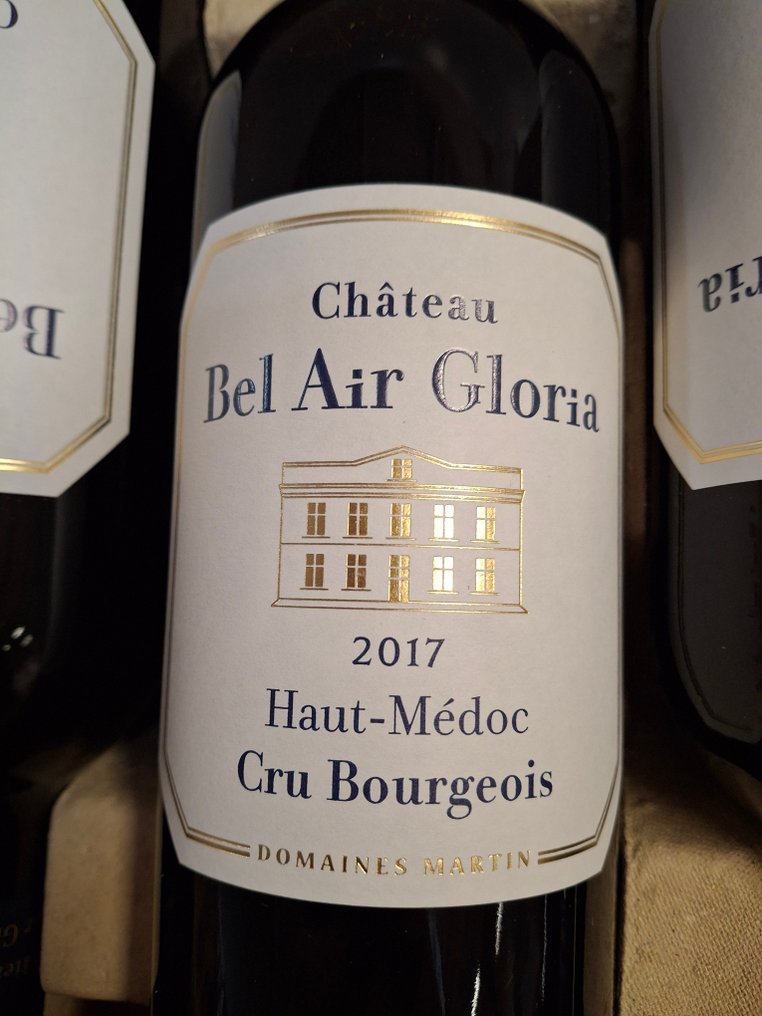 Château
Bel Air Gloria
2017
Haut-Médoc
Cru Bourgeois
DOMAINES MARTIN